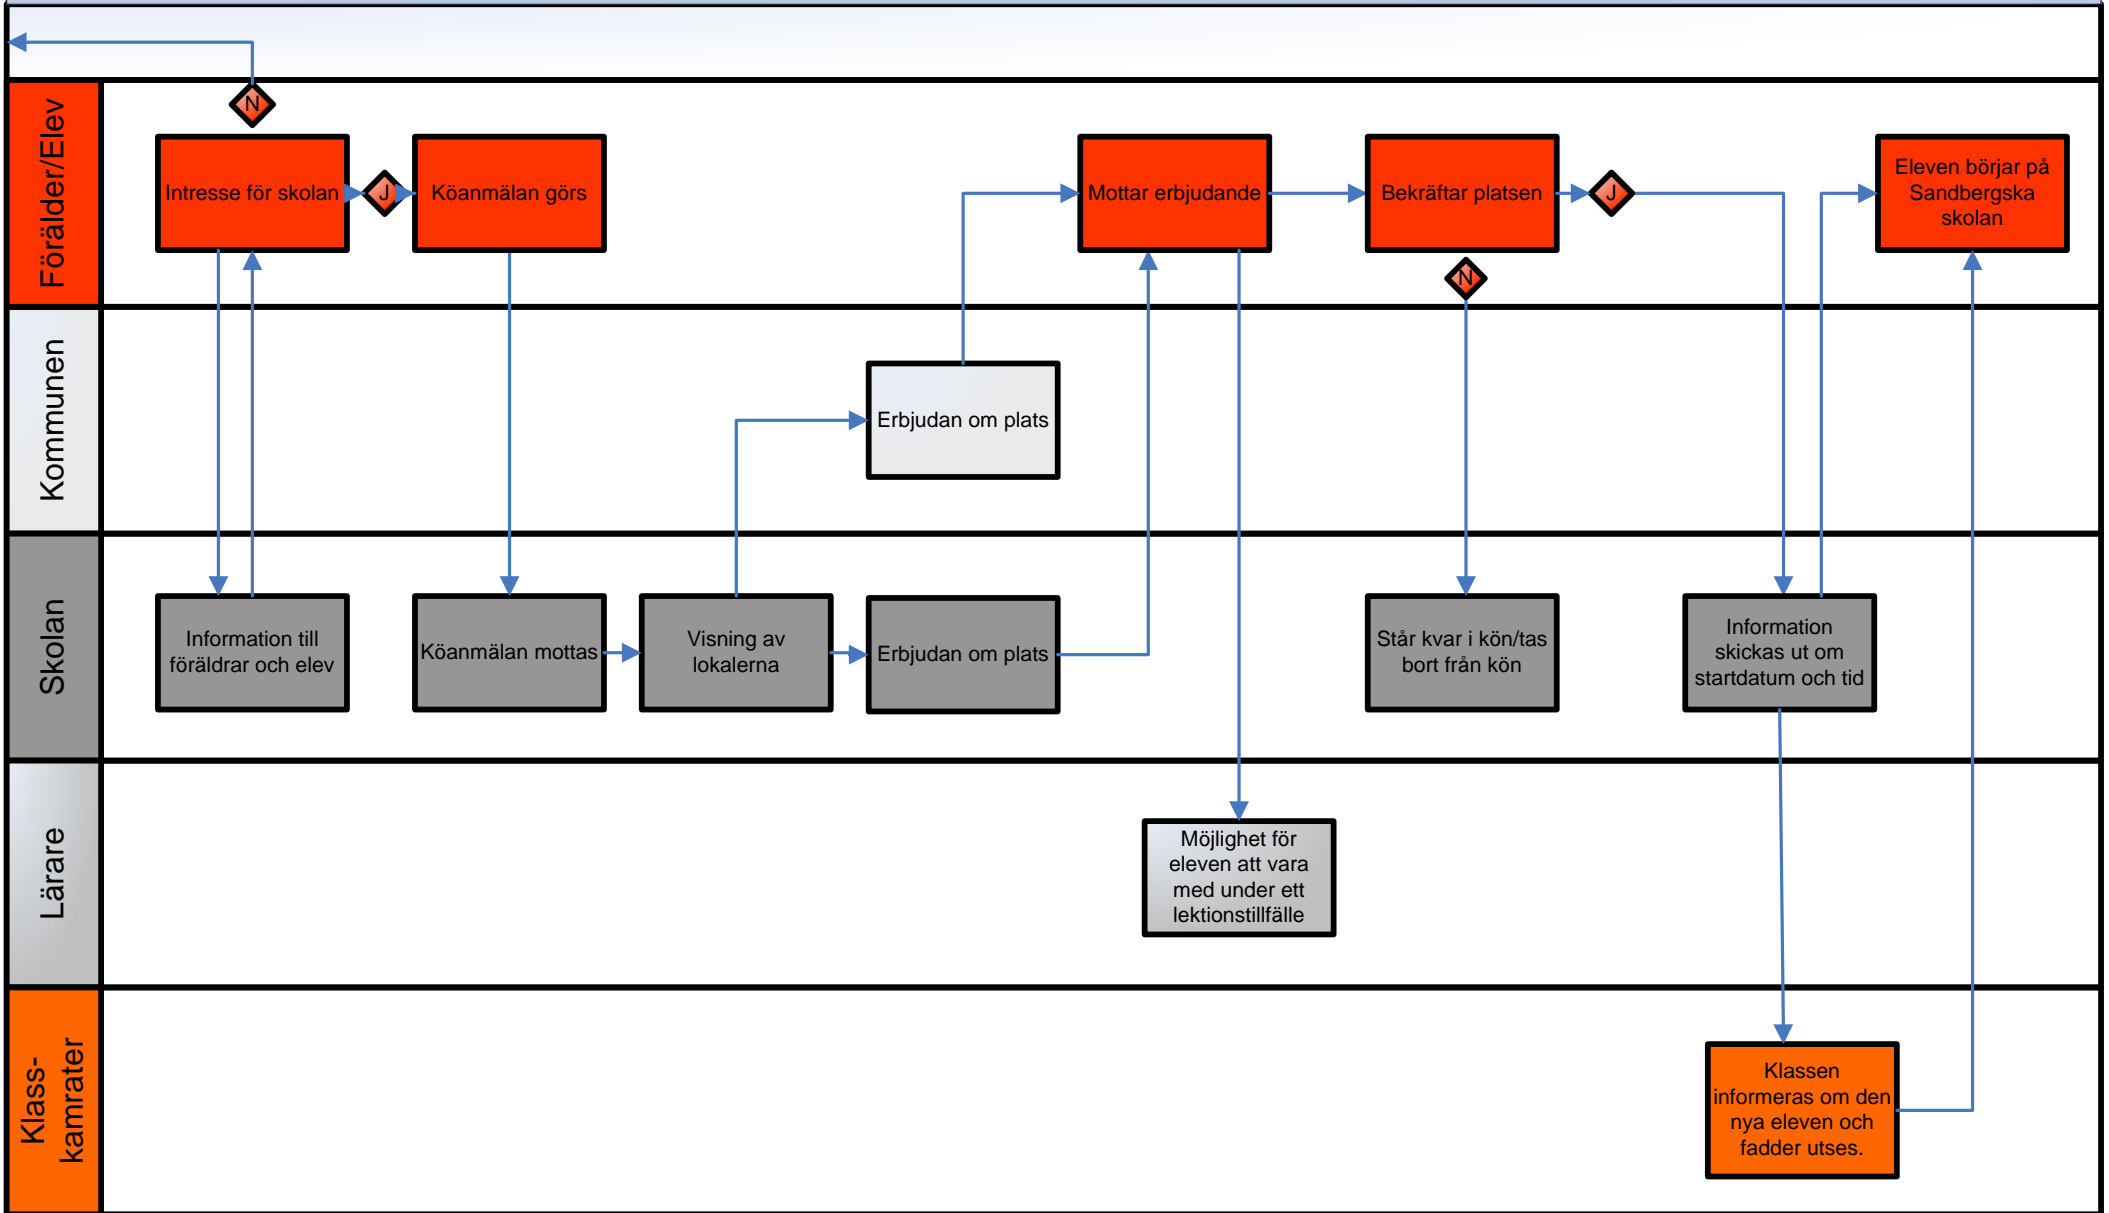 Förälder/Elev
N
Intresse för skolan
J
Köanmälan görs
Mottar erbjudande
Bekräftar platsen
J
N
Eleven börjar på
Sandbergska
skolan
Kommunen
Erbjudan om plats
Skolan
Information till
föräldrar och elev
Köanmälan mottas
Visning av
lokalerna
Erbjudan om plats
Står kvar i kön/tas
bort från kön
Information
skickas ut om
startdatum och tid
Lärare
Möjlighet för
eleven att vara
med under ett
lektionstillfälle
Klass-
kamrater
Klassen
informeras om den
nya eleven och
fadder utses.